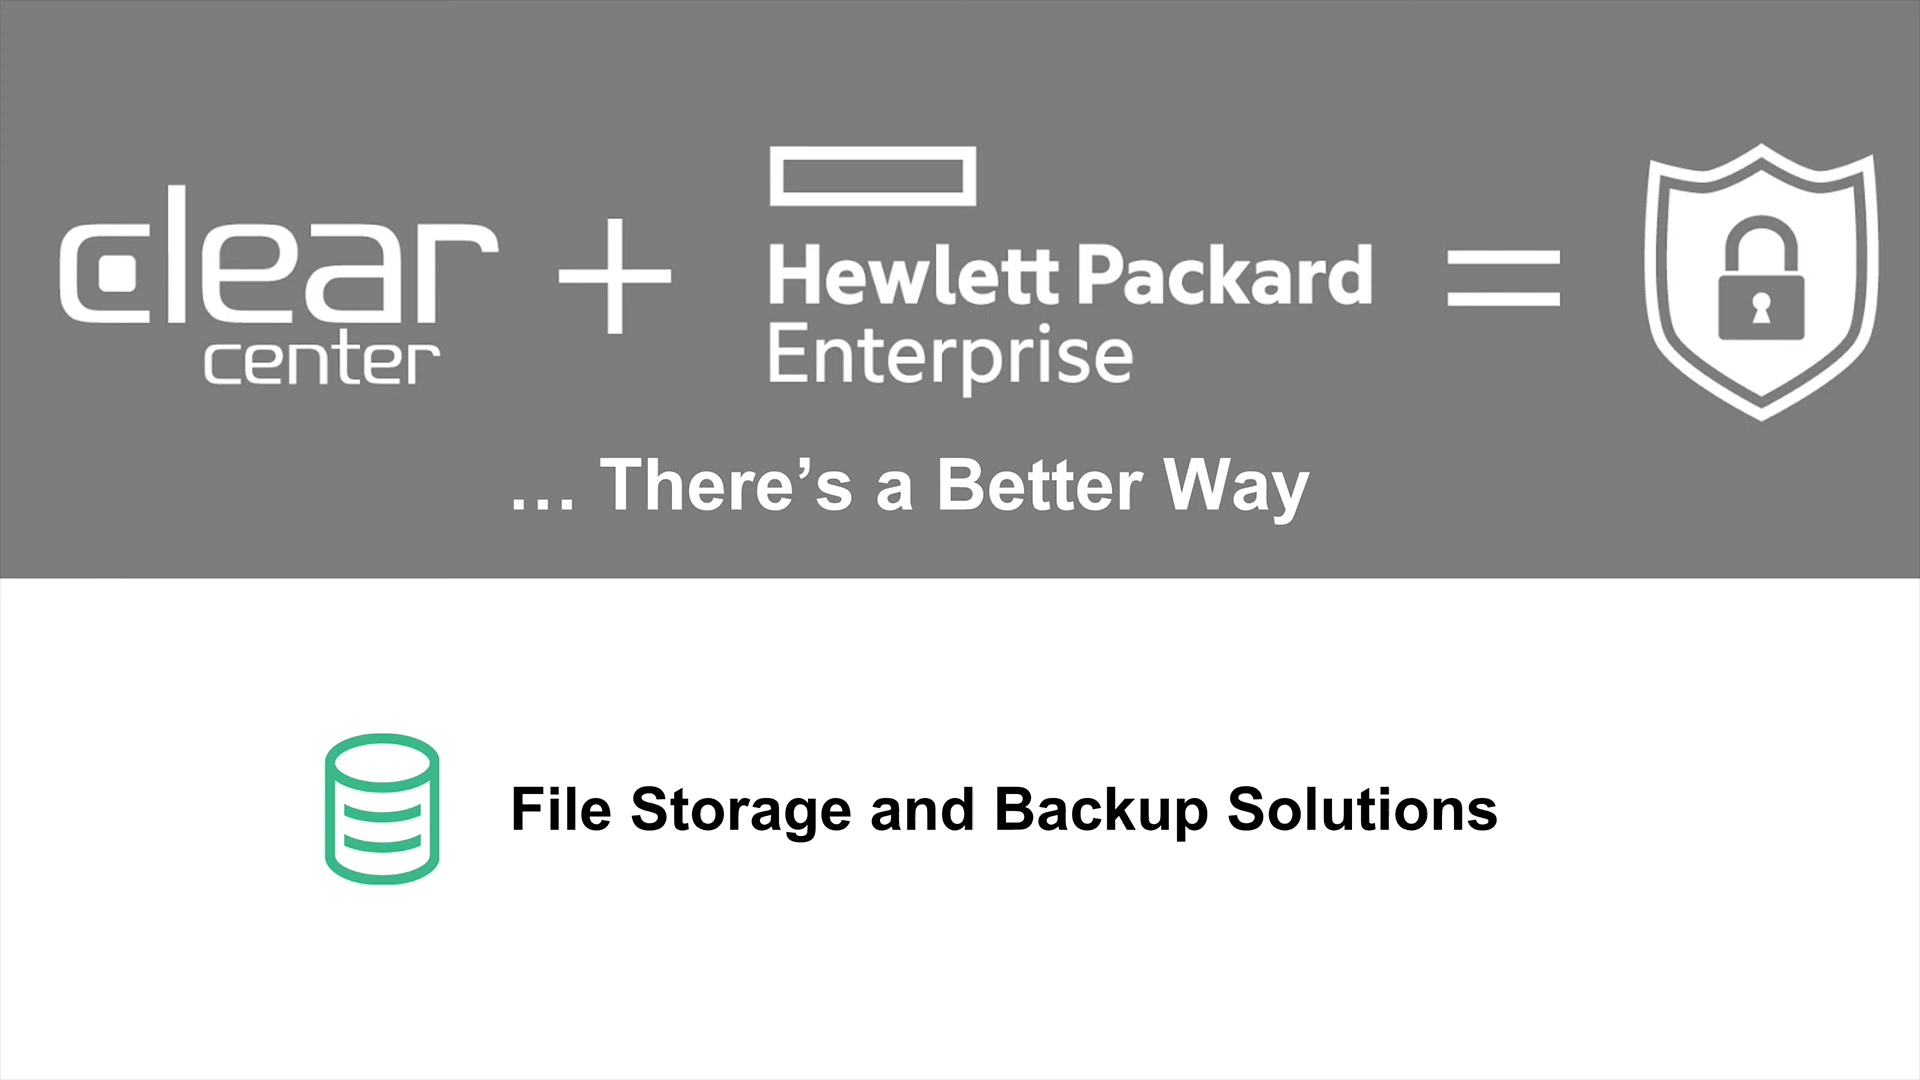 clear
center
+
Hewlett Packard
Enterprise
=
… There’s a Better Way
File Storage and Backup Solutions